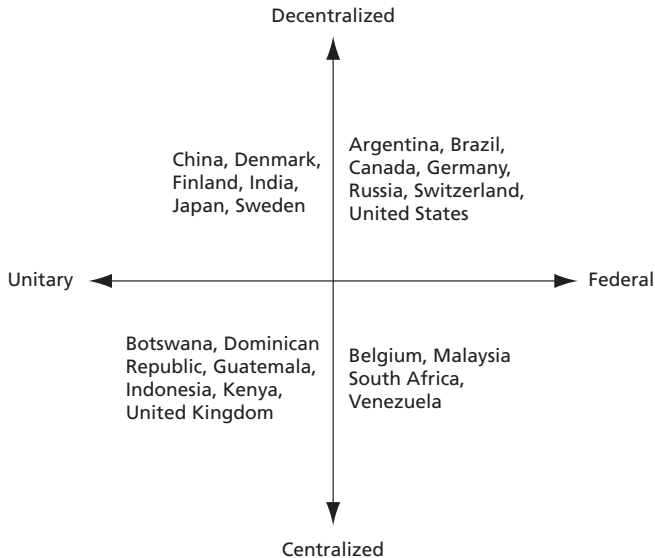 Decentralized
China, Denmark,
Finland, India,
Japan, Sweden
Argentina, Brazil,
Canada, Germany,
Russia, Switzerland,
United States
Unitary
Federal
Botswana, Dominican
Republic, Guatemala,
Indonesia, Kenya,
United Kingdom
Belgium, Malaysia
South Africa,
Venezuela
Centralized